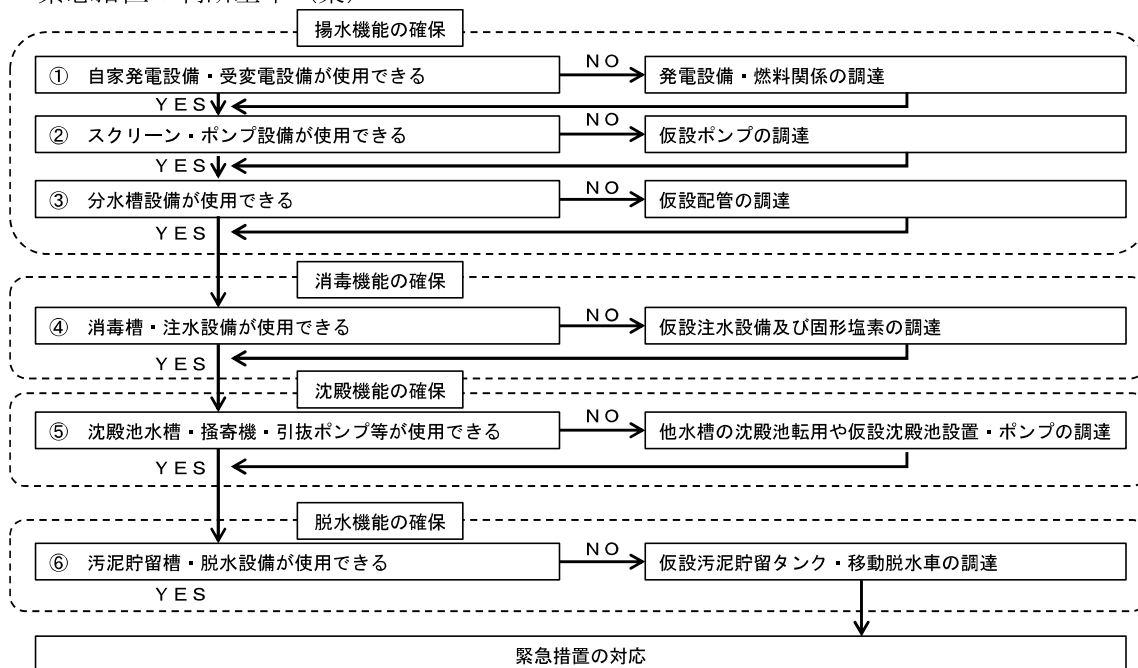 揚水機能の確保
① 自家発電設備・受変電設備が使用できる
NO
発電設備・燃料関係の調達
YES
② スクリーン・ポンプ設備が使用できる
NO
仮設ポンプの調達
YES
③ 分水槽設備が使用できる
NO
仮設配管の調達
YES
消毒機能の確保
④ 消毒槽・注水設備が使用できる
NO
仮設注水設備及び固形塩素の調達
YES
沈殿機能の確保
⑤ 沈殿池水槽・掻寄機・引抜ポンプ等が使用できる
NO
他水槽の沈殿池転用や仮設沈殿池設置・ポンプの調達
YES
脱水機能の確保
⑥ 汚泥貯留槽・脱水設備が使用できる
NO
仮設汚泥貯留タンク・移動脱水車の調達
YES
緊急措置の対応